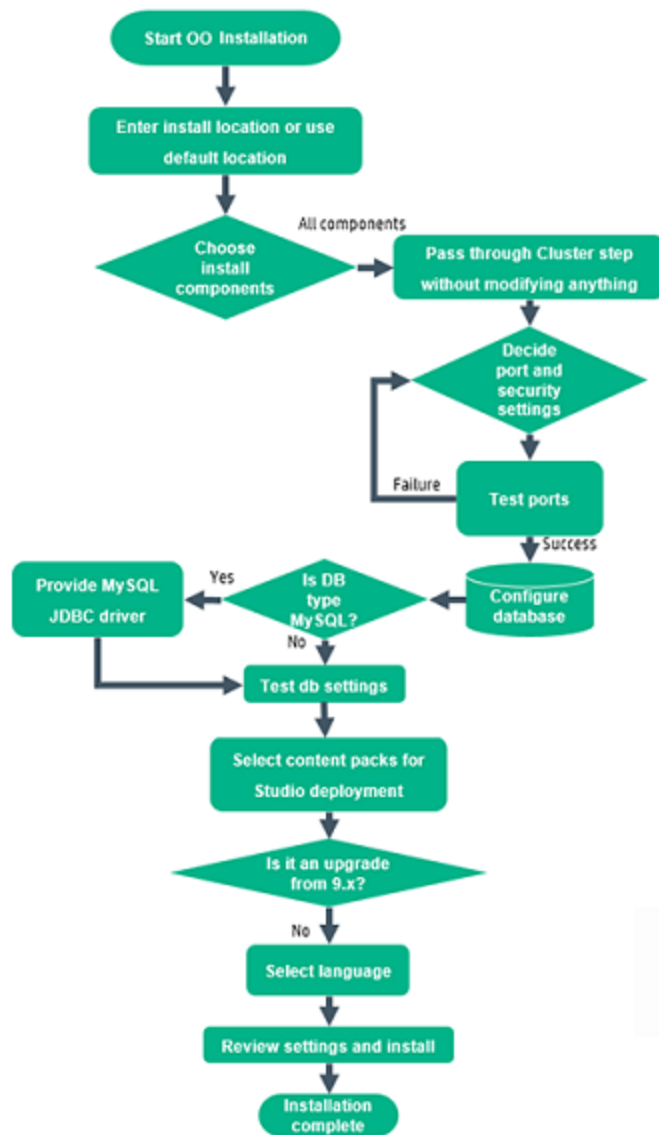 Start OO Installation
Enter install location or use
default location
All components
Choose
install
components
Pass through Cluster step
without modifying anything
Decide
port and
security
settings
Failure
Test ports
Success
Configure
database
Is DB
type
MySQL?
Yes
Provide MySQL
JDBC driver
No
Test db settings
Select content packs for
Studio deployment
Is it an upgrade
from 9.x?
No
Select language
Review settings and install
Installation
complete